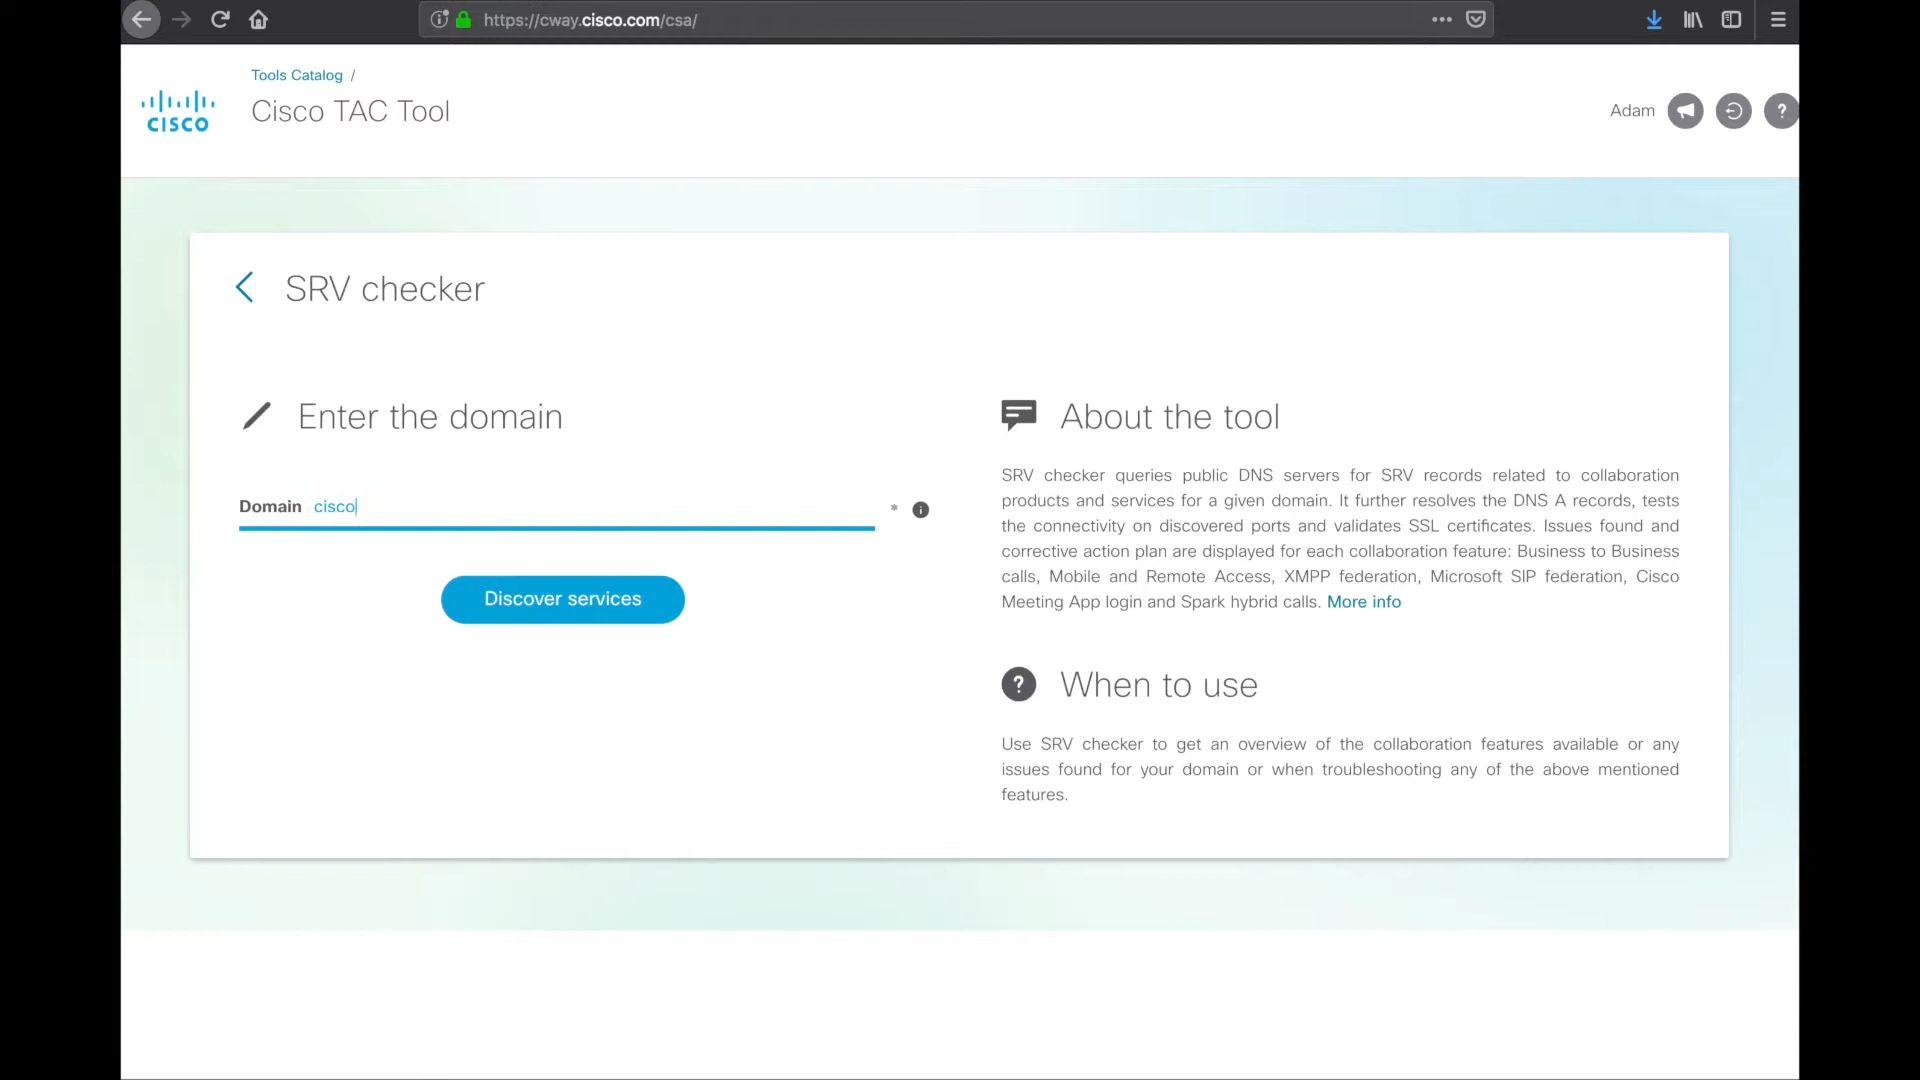 https://cway.cisco.com/csa/
Tools Catalog /
CISCO
Cisco TAC Tool
Adam
?
SRV checker
Enter the domain
Domain cisco
*
Discover services
About the tool
SRV checker queries public DNS servers for SRV records related to collaboration
products and services for a given domain. It further resolves the DNS A records, tests
the connectivity on discovered ports and validates SSL certificates. Issues found and
corrective action plan are displayed for each collaboration feature: Business to Business
calls, Mobile and Remote Access, XMPP federation, Microsoft SIP federation, Cisco
Meeting App login and Spark hybrid calls. More info
? When to use
Use SRV checker to get an overview of the collaboration features available or any
issues found for your domain or when troubleshooting any of the above mentioned
features.